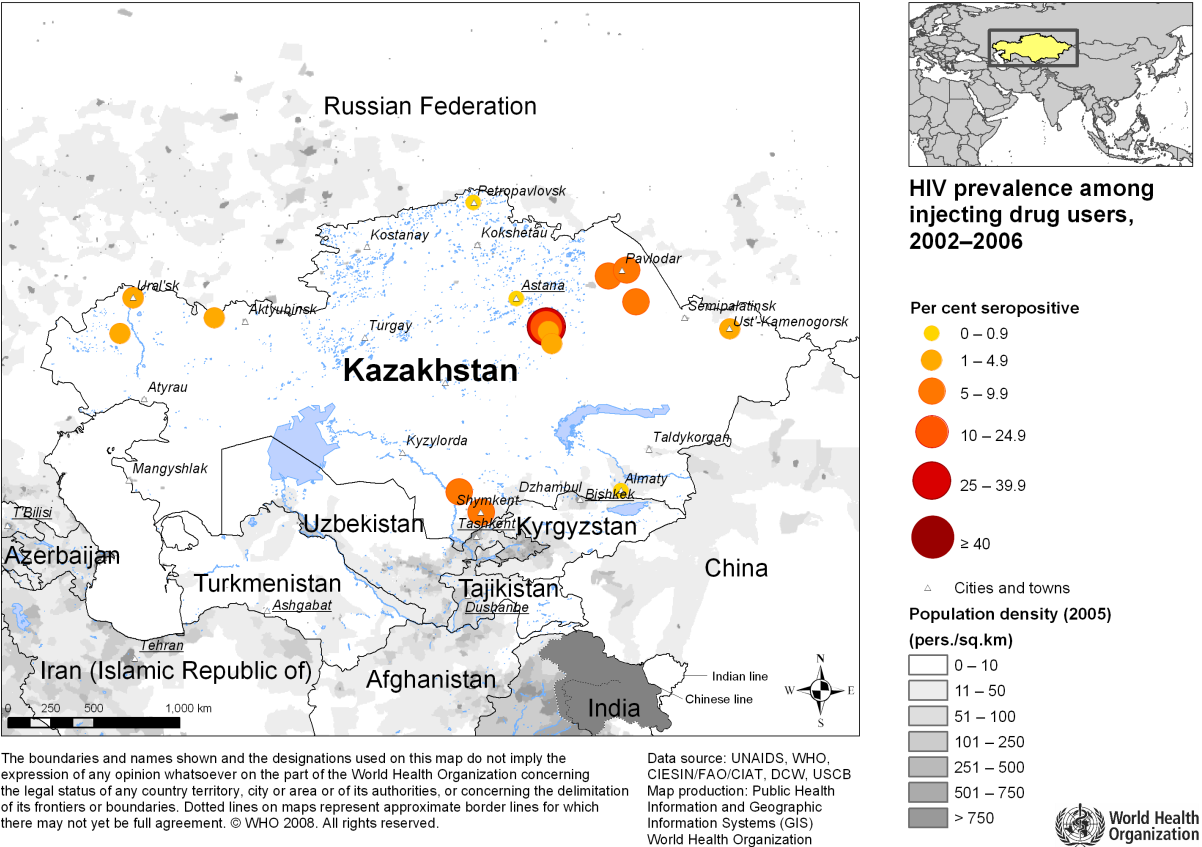 Russian Federation
Petropavlovsk
Kostanay
Kokshetau
Pavlodar
Ural'sk
Astana
Aktyubinsk
Semipalatinsk
Turgay
Ust'-Kamenogorsk
Kazakhstan
Atyrau
Kyzylorda
Taldykorgan
Mangyshlak
Almaty
Dzhambul
Bishkek
Shymkent
T'Bilisi
Uzbekistan
Tashkent
Kyrgyzstan
Azerbaijan
China
Turkmenistan
Tajikistan
Ashgabat
Dushanbe
Tehran
Iran (Islamic Republic of)
Afghanistan
Indian line
Chinese line
India
N
W
E
S
0 250 500 1,000 km
HIV prevalence among
injecting drug users,
2002–2006
Per cent seropositive
0 – 0.9
1 – 4.9
5 – 9.9
10 – 24.9
25 – 39.9
≥ 40
Cities and towns
Population density (2005)
(pers./sq.km)
0 – 10
11 – 50
51 – 100
101 – 250
251 – 500
501 – 750
> 750
The boundaries and names shown and the designations used on this map do not imply the
expression of any opinion whatsoever on the part of the World Health Organization concerning
the legal status of any country territory, city or area or of its authorities, or concerning the delimitation
of its frontiers or boundaries. Dotted lines on maps represent approximate border lines for which
there may not yet be full agreement. © WHO 2008. All rights reserved.
Data source: UNAIDS, WHO,
CIESIN/FAO/CIAT, DCW, USCB
Map production: Public Health
Information and Geographic
Information Systems (GIS)
World Health Organization
World Health
Organization